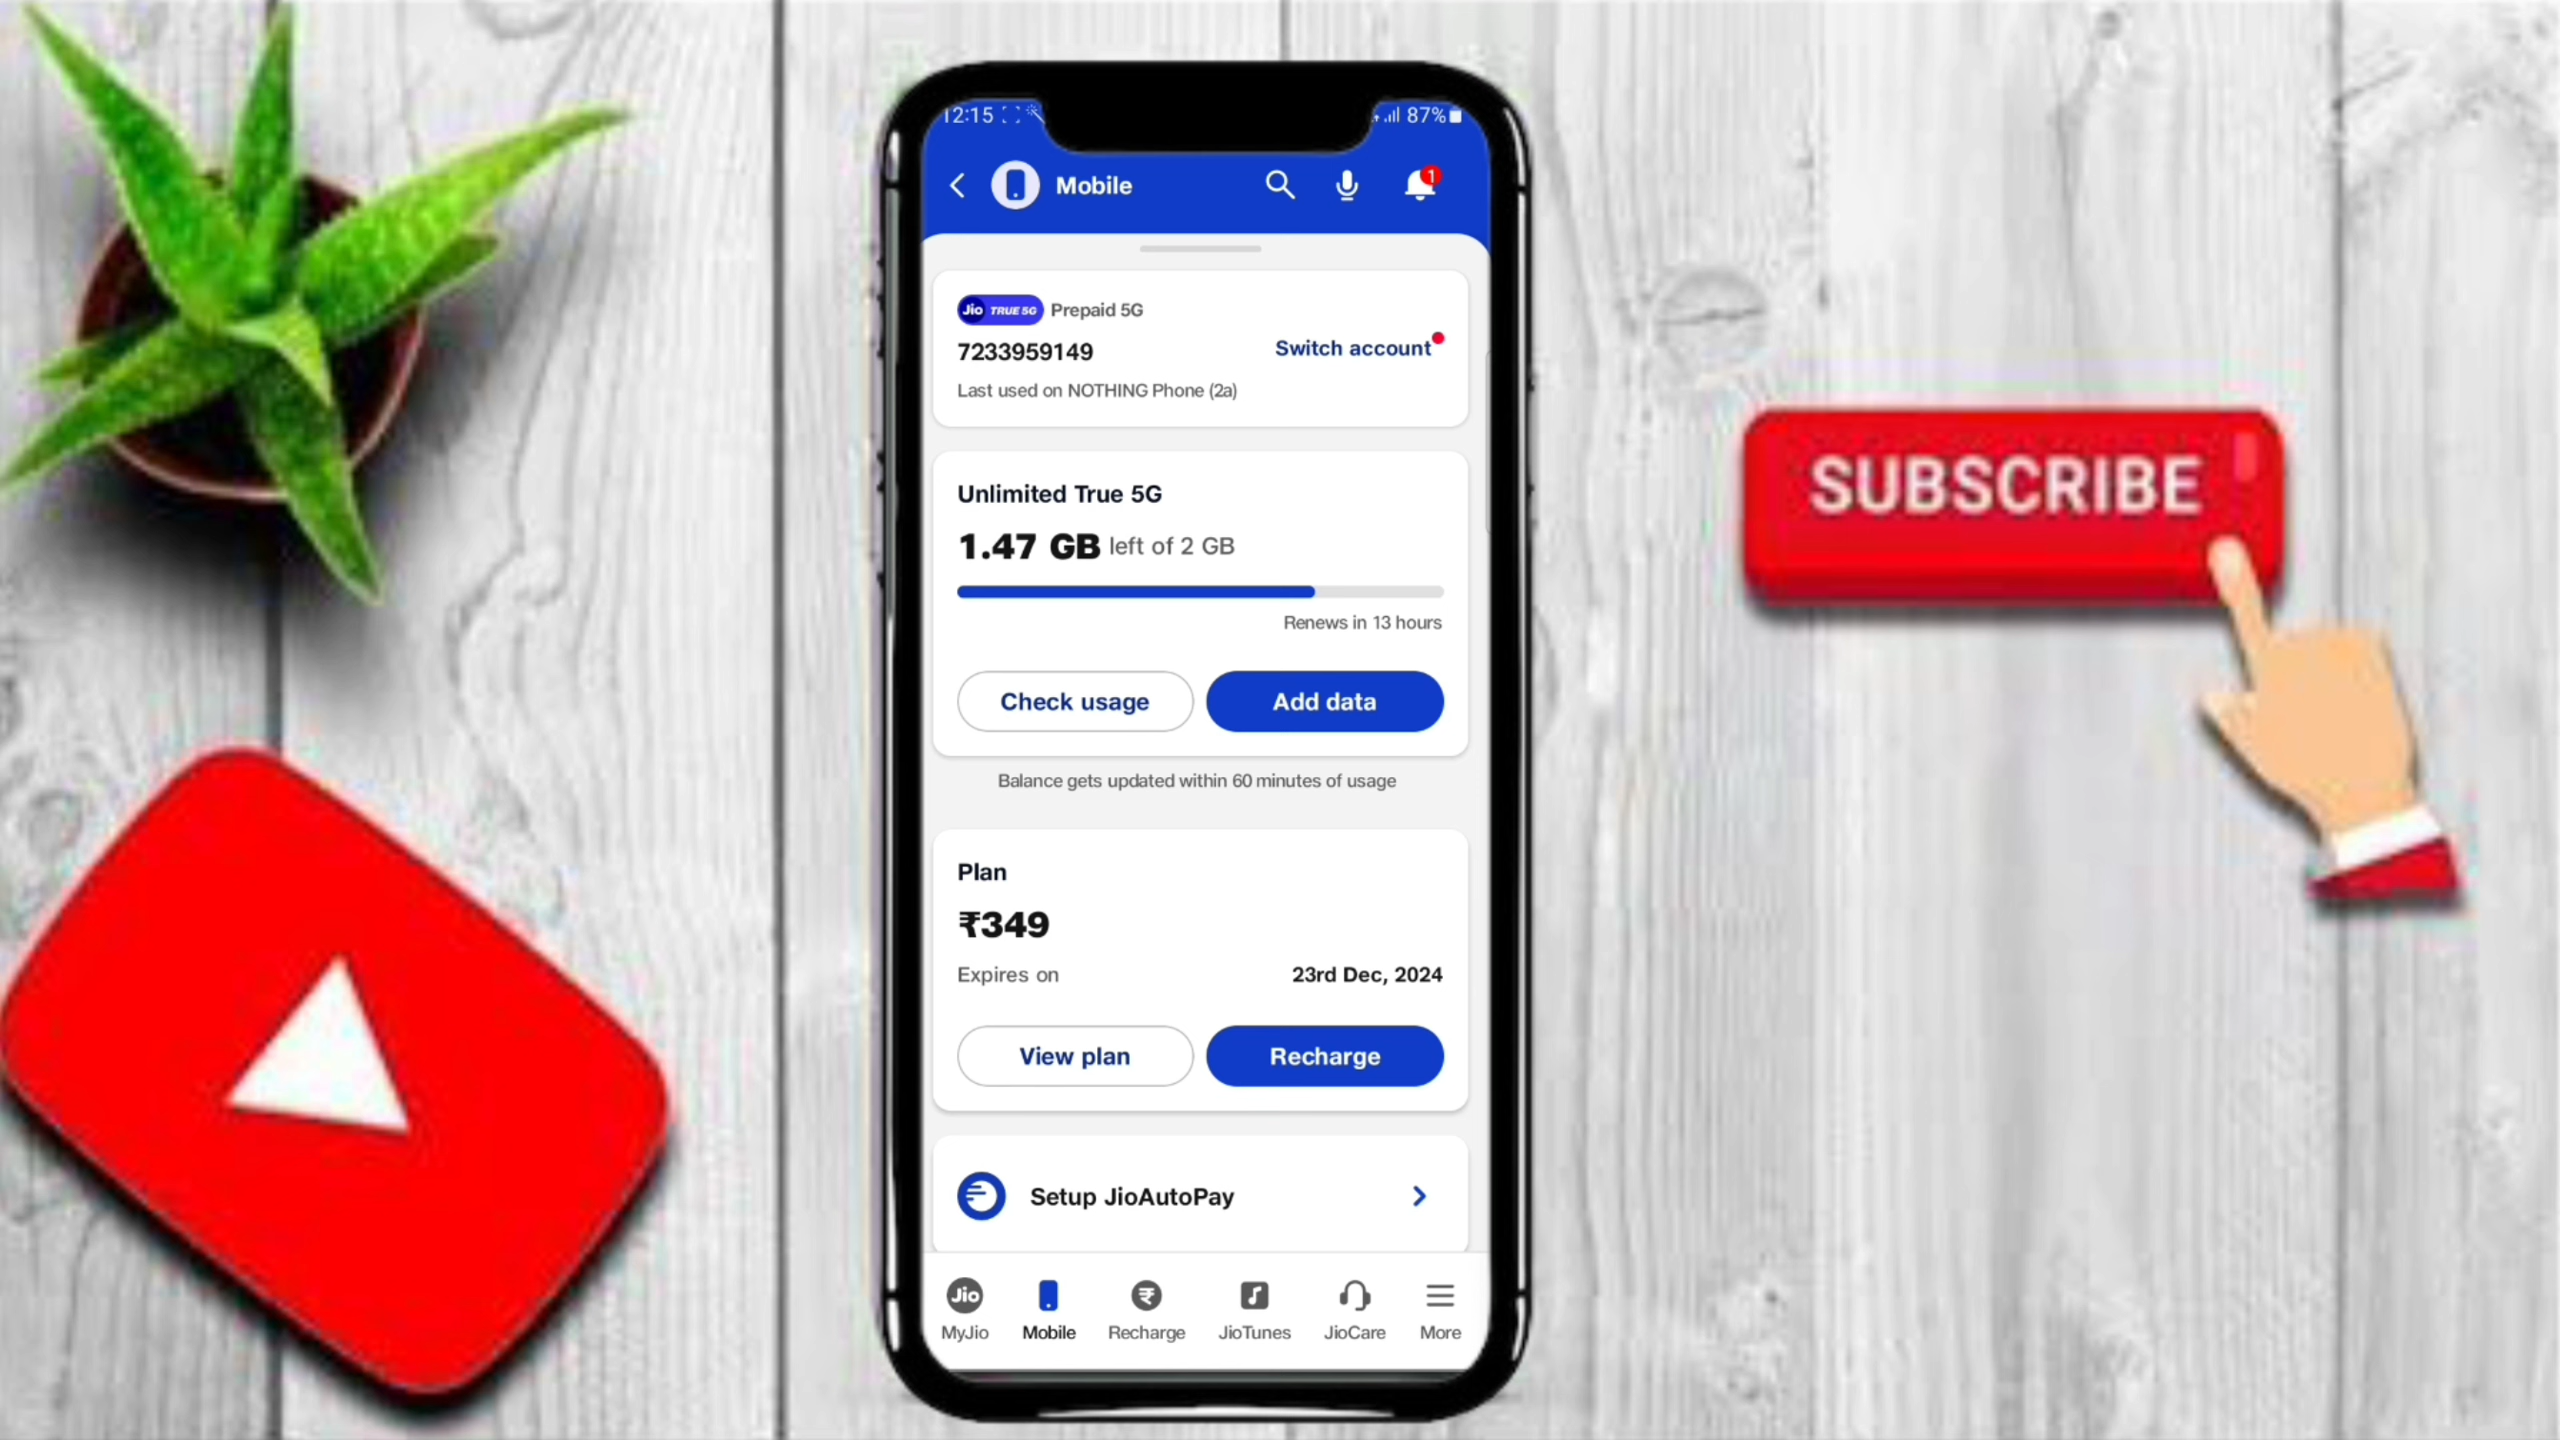 12:15
87%
Mobile
1
Jio TRUE 5G Prepaid 5G
7233959149
Switch account
Last used on NOTHING Phone (2a)
Unlimited True 5G
1.47 GB left of 2 GB
Renews in 13 hours
Check usage
Add data
Balance gets updated within 60 minutes of usage
Plan
₹349
Expires on
23rd Dec, 2024
View plan
Recharge
Setup JioAutoPay
Jio
MyJio
Mobile
₹
Recharge
JioTunes
JioCare
More
SUBSCRIBE